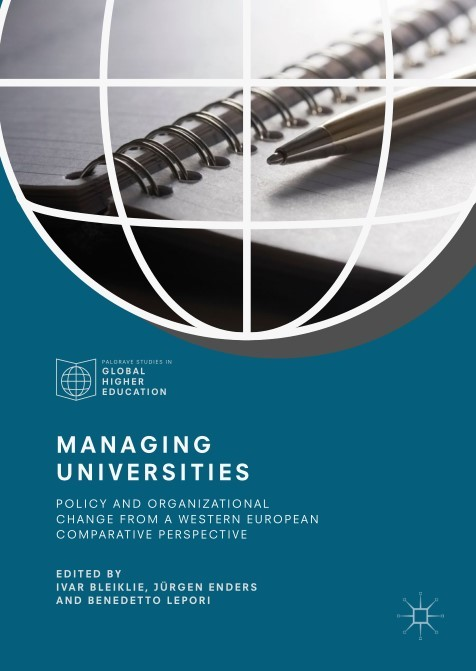 PALGRAVE STUDIES IN
GLOBAL
HIGHER
EDUCATION
MANAGING
UNIVERSITIES
POLICY AND ORGANIZATIONAL
CHANGE FROM A WESTERN EUROPEAN
COMPARATIVE PERSPECTIVE
EDITED BY
IVAR BLEIKLIE, JÜRGEN ENDERS
AND BENEDETTO LEPORI